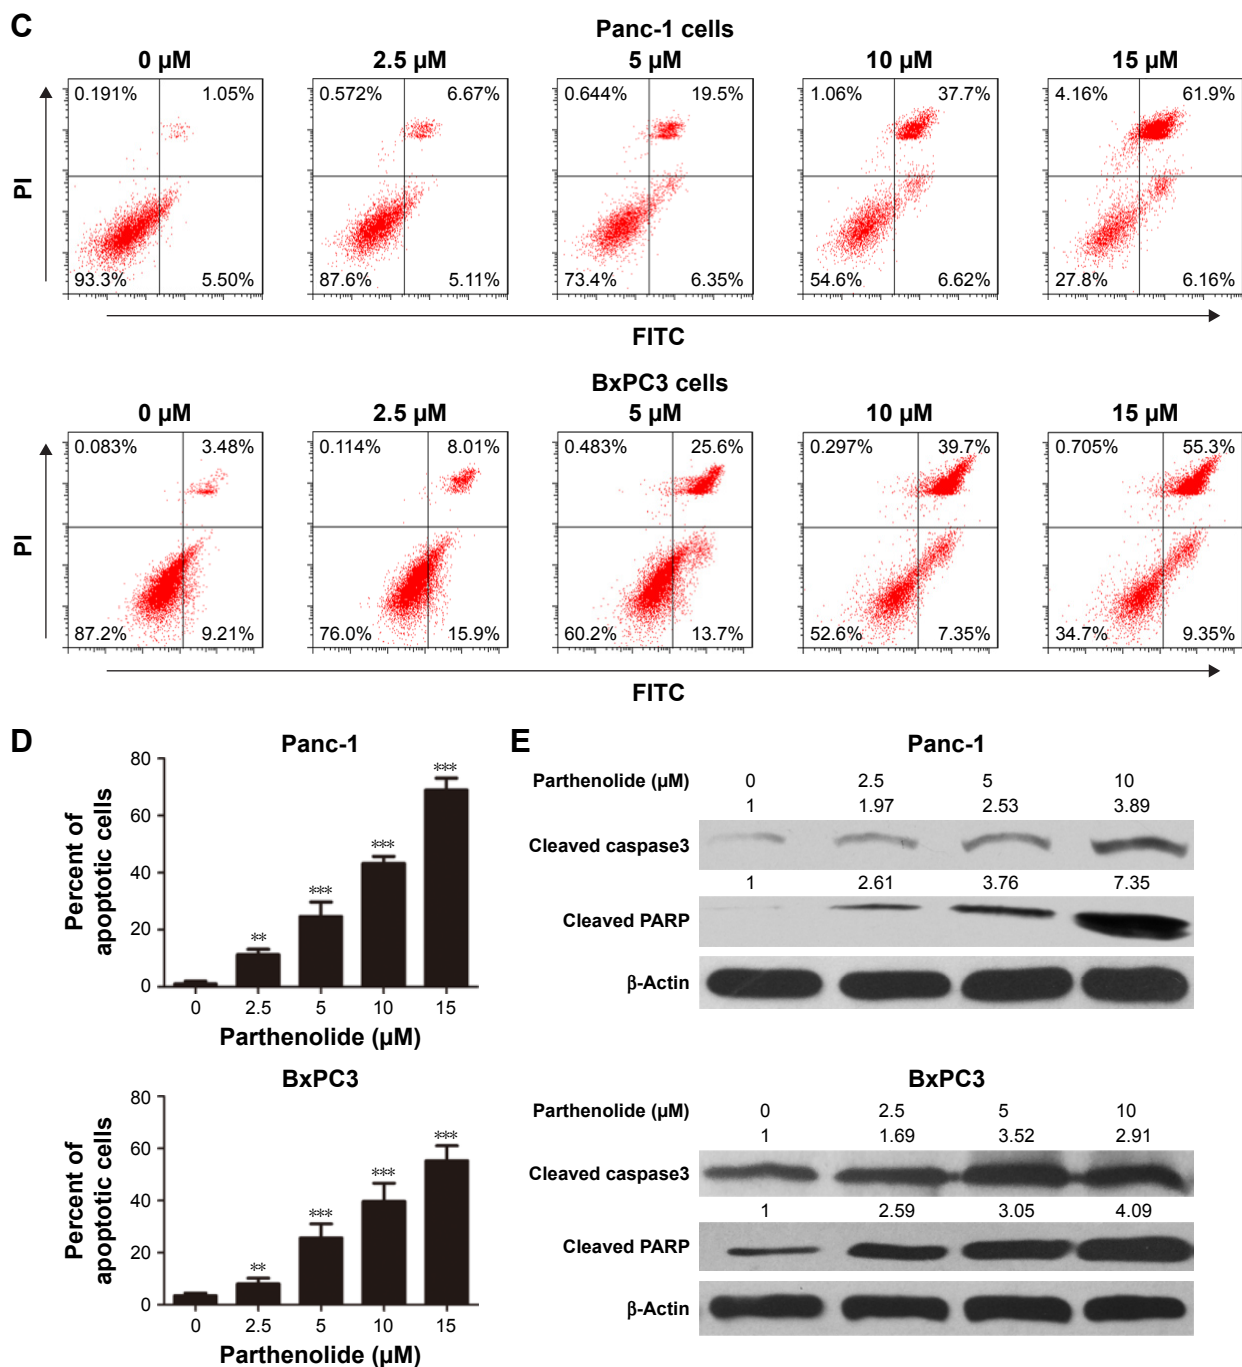 C
Panc-1 cells
0 µM 2.5 µM 5 µM 10 µM 15 µM
0.191% 1.05% 0.572% 6.67% 0.644% 19.5% 1.06% 37.7% 4.16% 61.9%
PI
93.3% 5.50% 87.6% 5.11% 73.4% 6.35% 54.6% 6.62% 27.8% 6.16%
FITC
BxPC3 cells
0 µM 2.5 µM 5 µM 10 µM 15 µM
0.083% 3.48% 0.114% 8.01% 0.483% 25.6% 0.297% 39.7% 0.705% 55.3%
PI
87.2% 9.21% 76.0% 15.9% 60.2% 13.7% 52.6% 7.35% 34.7% 9.35%
FITC
D
Panc-1
Percent of
apoptotic cells
80
60
40
20
0
** *** *** ***
0 2.5 5 10 15
Parthenolide (µM)
BxPC3
Percent of
apoptotic cells
80
60
40
20
0
** *** *** ***
0 2.5 5 10 15
Parthenolide (µM)
E
Panc-1
Parthenolide (µM) 0 2.5 5 10
1 1.97 2.53 3.89
Cleaved caspase3
1 2.61 3.76 7.35
Cleaved PARP
β-Actin
BxPC3
Parthenolide (µM) 0 2.5 5 10
1 1.69 3.52 2.91
Cleaved caspase3
1 2.59 3.05 4.09
Cleaved PARP
β-Actin